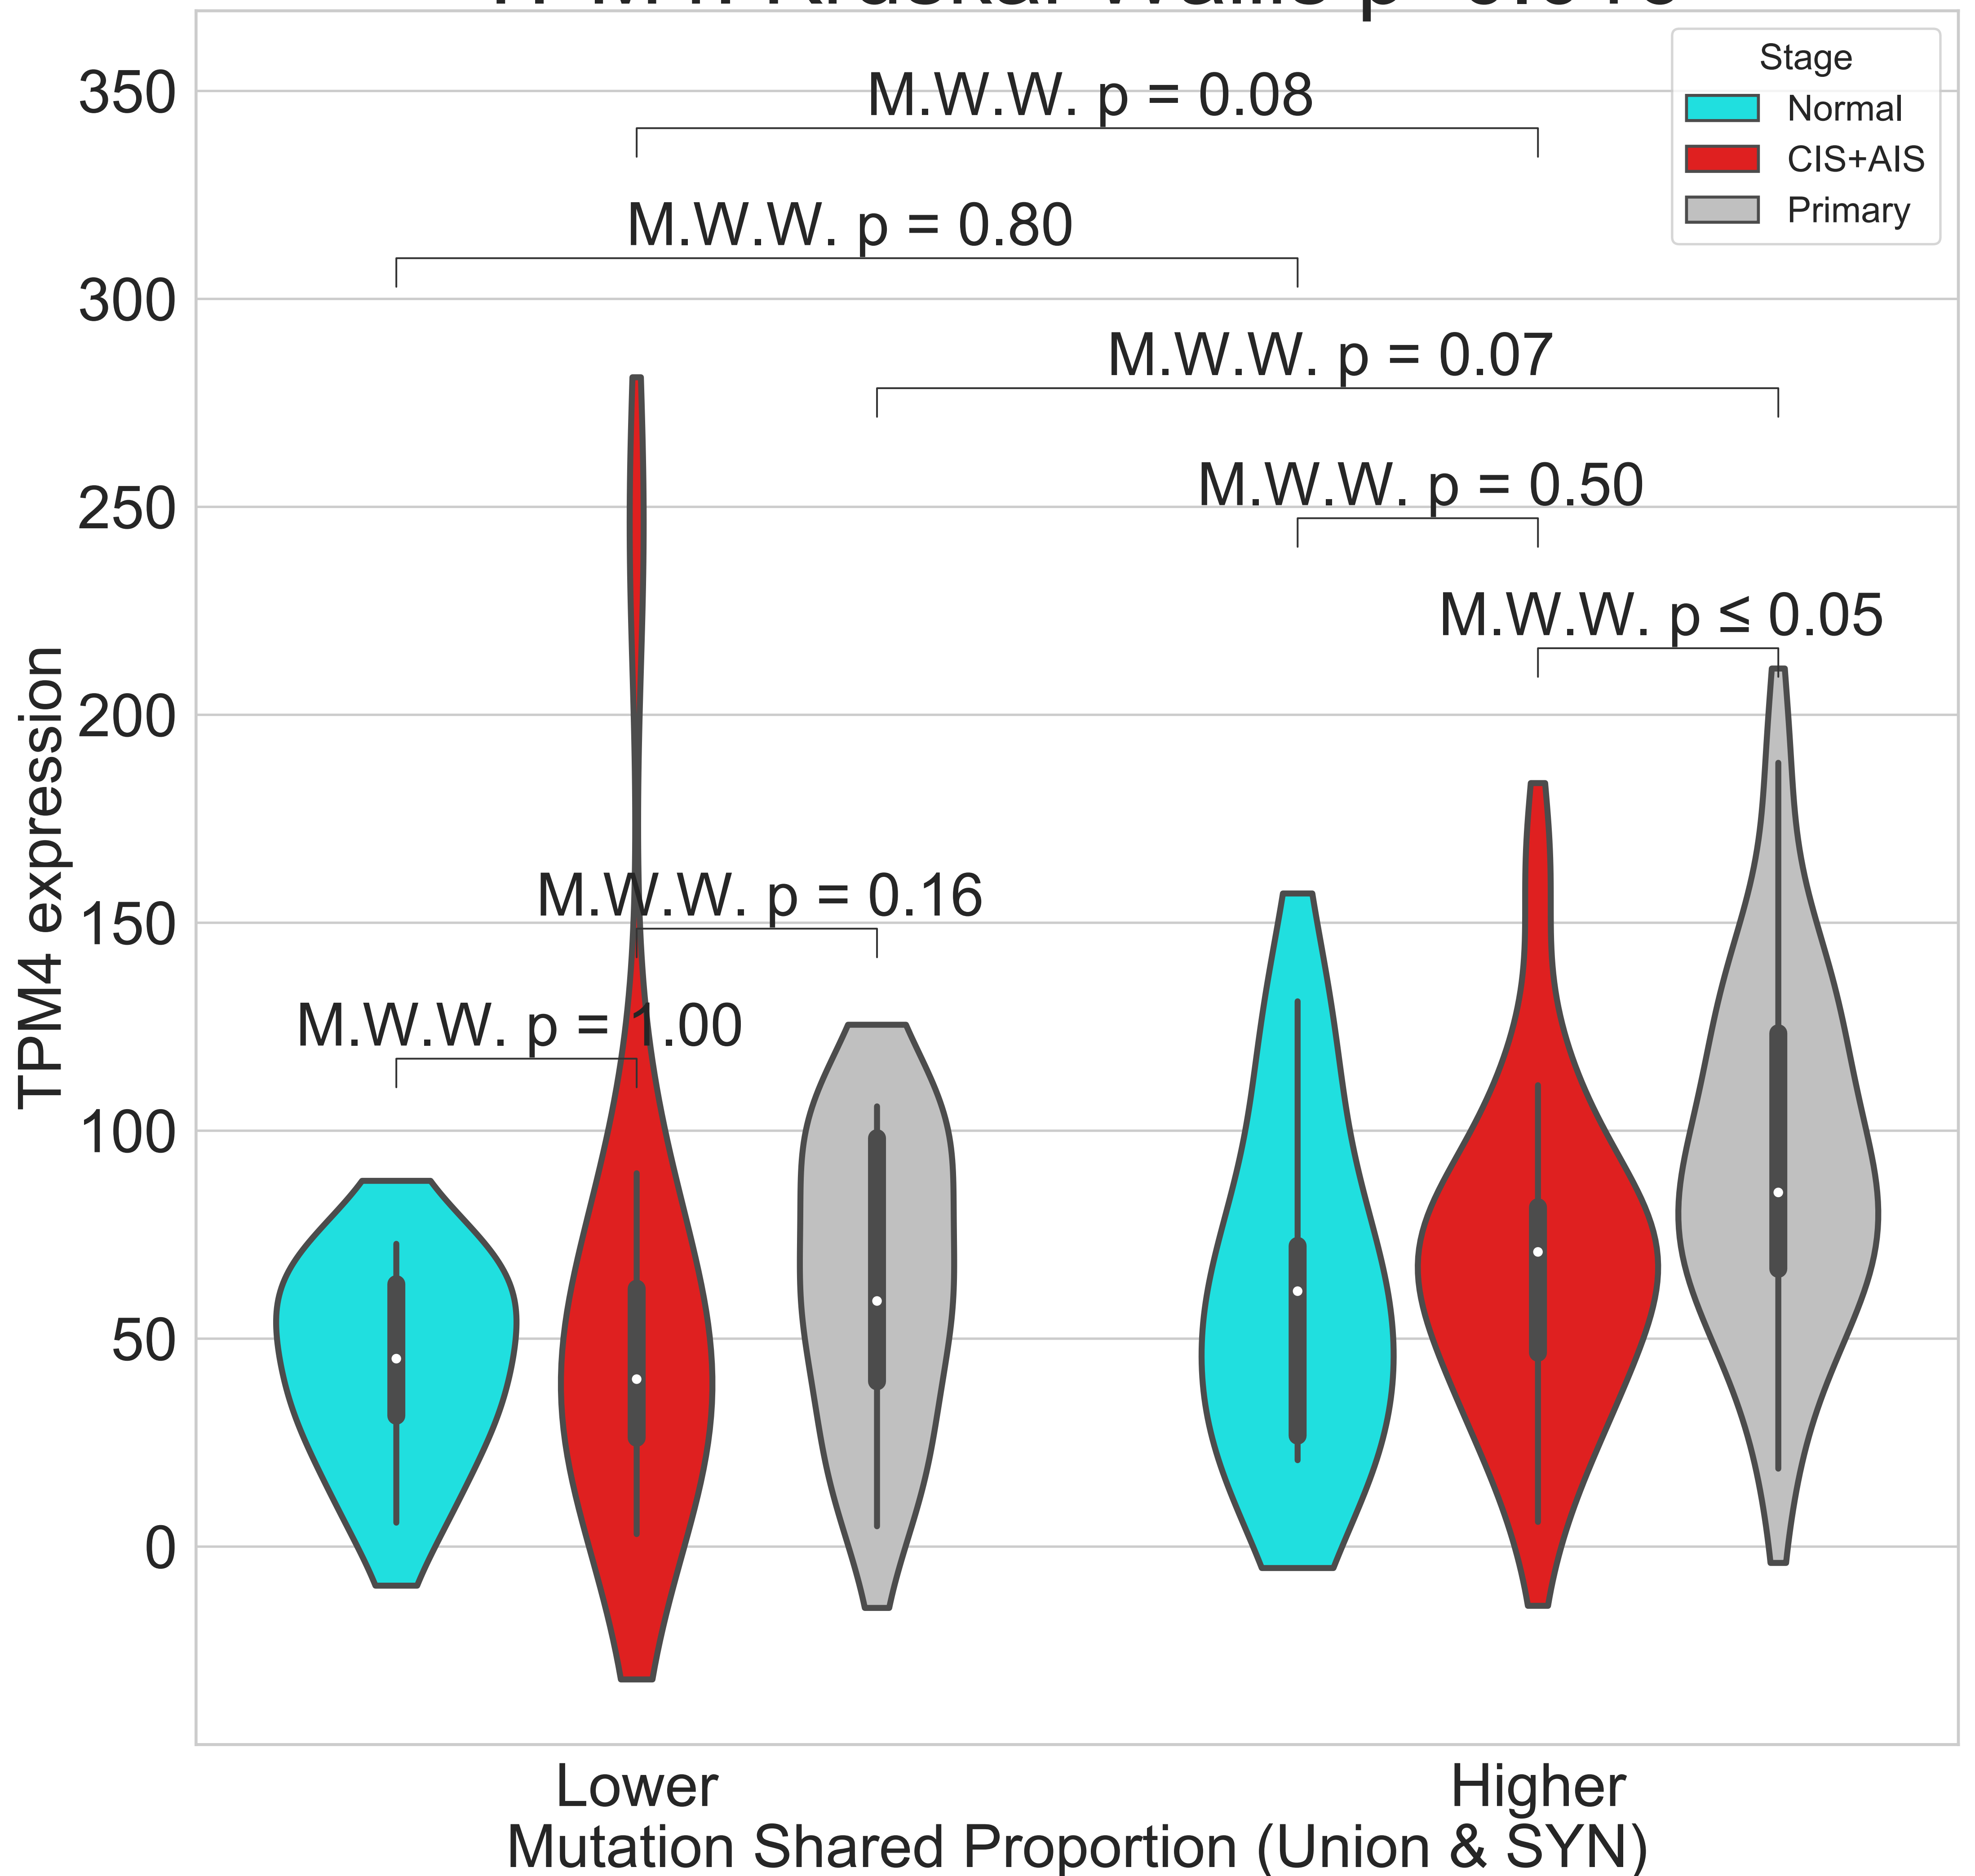 350
300
250
200
150
100
50
0
TPM4 expression
M.W.W. p = 0.08
M.W.W. p = 0.80
M.W.W. p = 0.07
M.W.W. p = 0.50
M.W.W. p ≤ 0.05
M.W.W. p = 0.16
M.W.W. p = 1.00
Stage
Normal
CIS+AIS
Primary
Lower
Higher
Mutation Shared Proportion (Union & SYN)